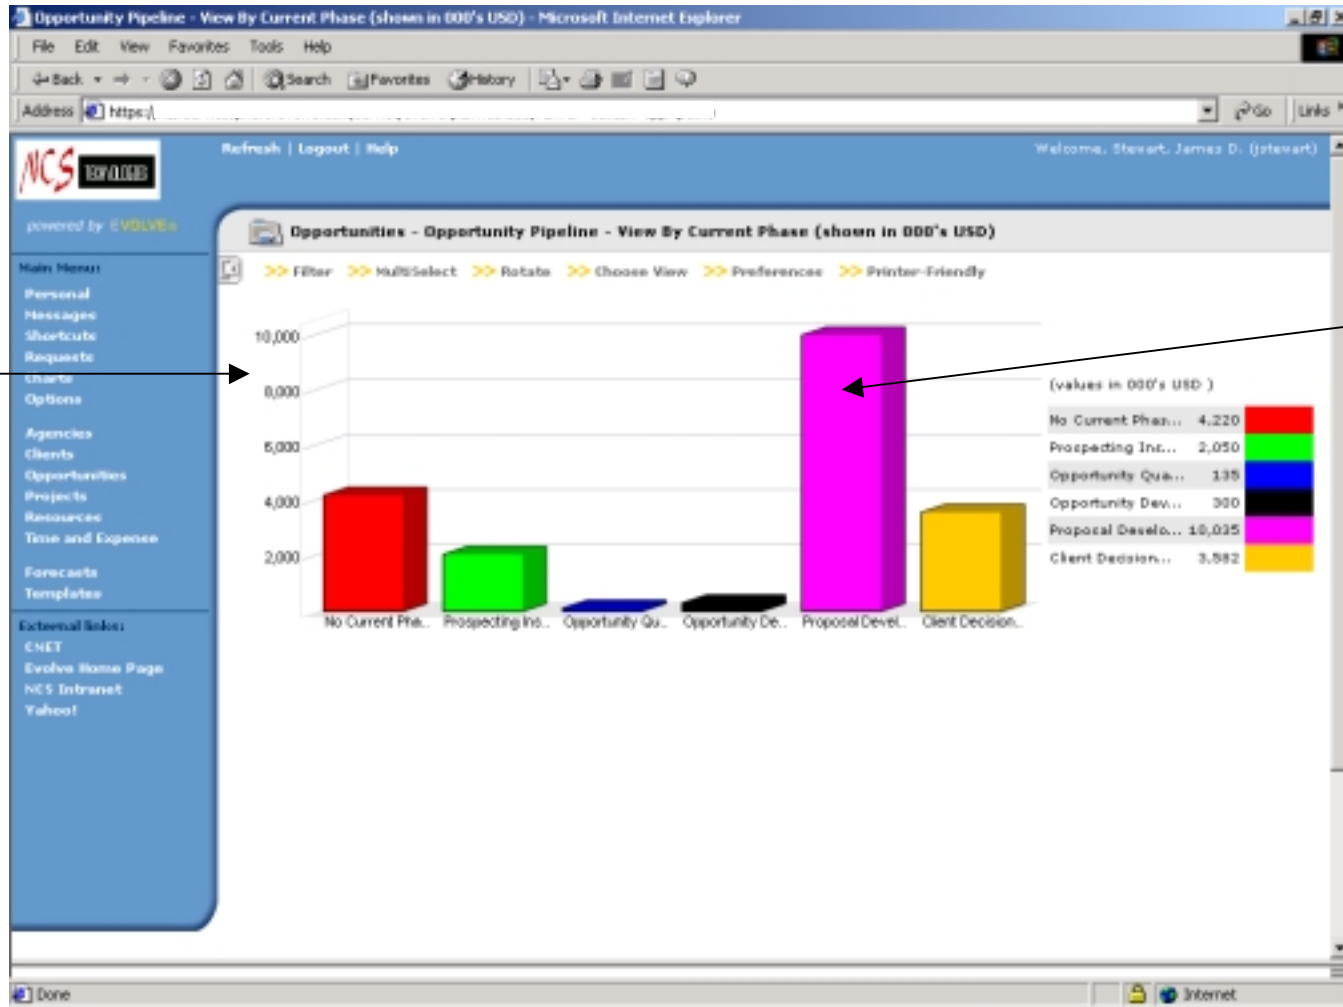 Opportunity Pipeline - View By Current Phase (shown in 000's USD) - Microsoft Internet Explorer
File Edit View Favorites Tools Help
Back Search Favorites History
Address https:/ Go Links
NCS
TECHNOLOGIES
Refresh | Logout | Help
Welcome, Stewart, James D. (jstewart)
powered by EVOLVE
Opportunities - Opportunity Pipeline - View By Current Phase (shown in 000's USD)
>> Filter >> MultiSelect >> Rotate >> Choose View >> Preferences >> Printer-Friendly
Main Menu:
Personal
Messages
Shortcuts
Requests
Charts
Options
Agencies
Clients
Opportunities
Projects
Resources
Time and Expense
Forecasts
Templates
External links:
CNET
Evolve Home Page
NCS Intranet
Yahoo!
10,000
8,000
6,000
4,000
2,000
No Current Pha.. Prospecting Ins.. Opportunity Qu.. Opportunity De.. Proposal Devel.. Client Decision..
(values in 000's USD )
No Current Phas... 4,220
Prospecting Ins... 2,050
Opportunity Qua... 135
Opportunity Dev... 300
Proposal Develo... 10,035
Client Decision... 3,582
Done Internet